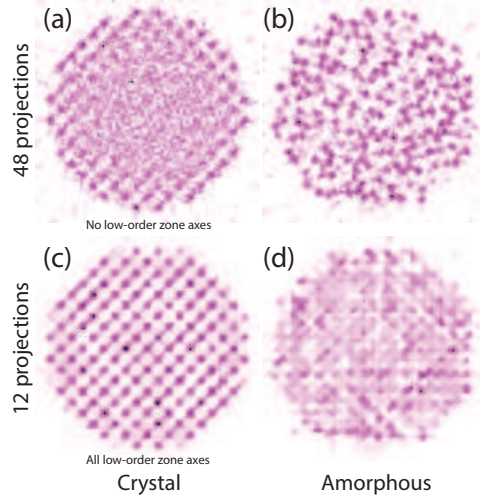 (a)
(b)
48 projections
No low-order zone axes
(c)
(d)
12 projections
All low-order zone axes
Crystal
Amorphous